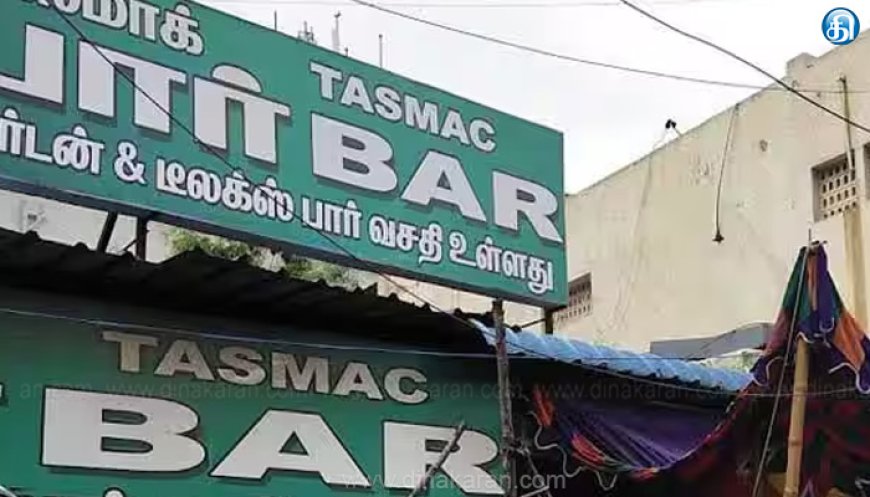 TASMAC
பார் BAR
ர்டன் & டீலக்ஸ் பார் வசதி உள்ளது
TASMAC
BAR
www.dinakaran.com